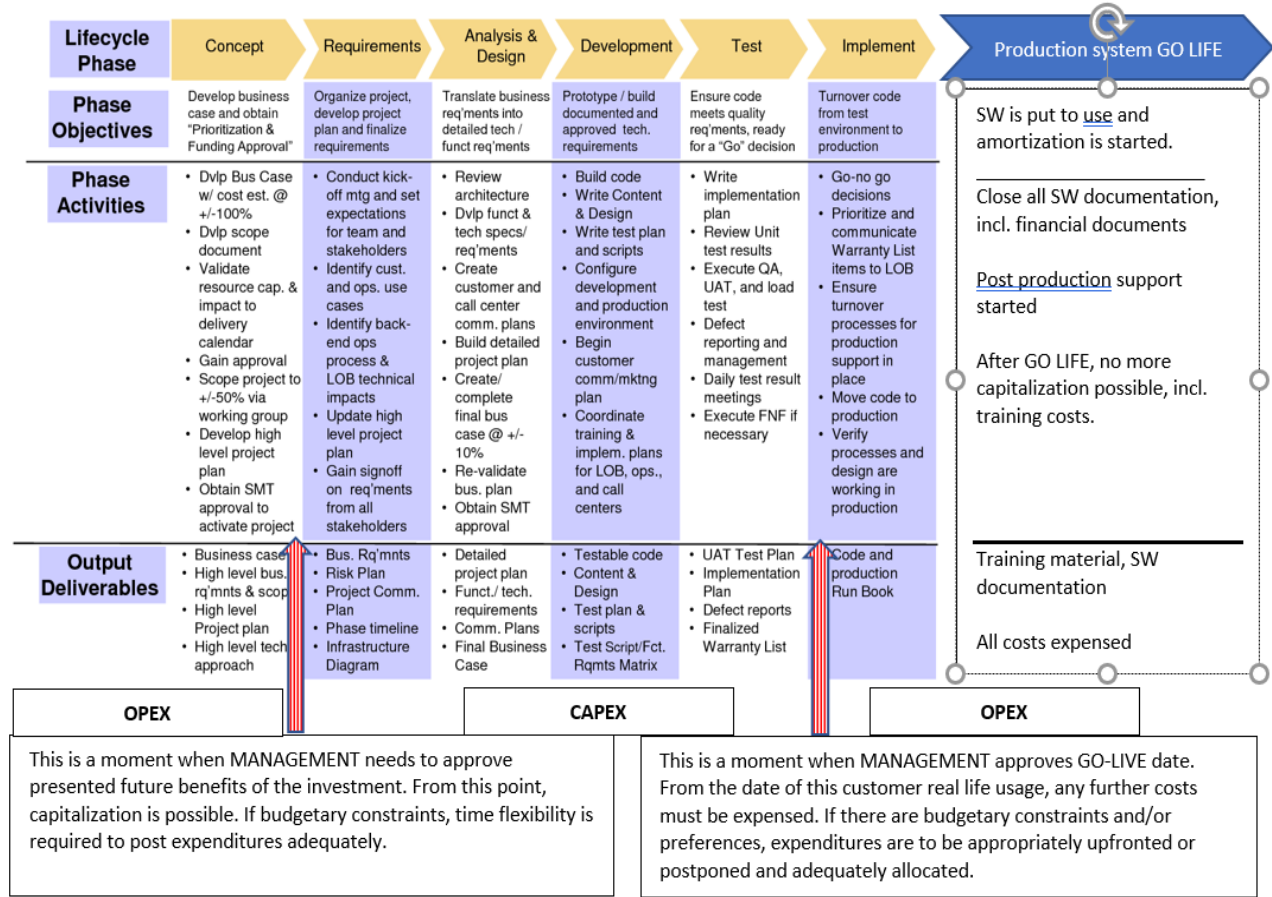 Lifecycle
Phase
Concept
Requirements
Analysis &
Design
Development
Test
Implement
Production system GO LIFE
Phase
Objectives
Develop business
case and obtain
"Prioritization &
Funding Approval"
Organize project,
develop project
plan and finalize
requirements
Translate business
req'ments into
detailed tech /
funct req'ments
Prototype / build
documented and
approved tech.
requirements
Ensure code
meets quality
req'ments, ready
for a "Go" decision
Turnover code
from test
environment to
production
SW is put to use and
amortization is started.
Phase
Activities
• Dvlp Bus Case
w/ cost est. @
+/-100%
• Dvlp scope
document
• Validate
resource cap. &
impact to
delivery
calendar
• Gain approval
• Scope project to
+/-50% via
working group
• Develop high
level project
plan
• Obtain SMT
approval to
activate project
• Conduct kick-
off mtg and set
expectations
for team and
stakeholders
• Identify cust.
and ops. use
cases
• Identify back-
end ops
process &
LOB technical
impacts
• Update high
level project
plan
• Gain signoff
on req'ments
from all
stakeholders
• Review
architecture
• Dvlp funct &
tech specs/
req'ments
• Create
customer and
call center
comm. plans
• Build detailed
project plan
• Create/
complete
final bus
case @ +/-
10%
• Re-validate
bus. plan
• Obtain SMT
approval
• Build code
• Write Content
& Design
• Write test plan
and scripts
• Configure
development
and production
environment
• Begin
customer
comm/mktng
plan
• Coordinate
training &
implem. plans
for LOB, ops.,
and call
centers
• Write
implementation
plan
• Review Unit
test results
• Execute QA,
UAT, and load
test
• Defect
reporting and
management
• Daily test result
meetings
• Execute FNF if
necessary
• Go-no go
decisions
• Prioritize and
communicate
Warranty List
items to LOB
• Ensure
turnover
processes for
production
support in
place
• Move code to
production
• Verify
processes and
design are
working in
production
Close all SW documentation,
incl. financial documents
Post production support
started
After GO LIFE, no more
capitalization possible, incl.
training costs.
Output
Deliverables
• Business case
• High level bus.
rq'mnts & scop
• High level
Project plan
• High level tech
approach
• Bus. Rq'mnts
• Risk Plan
• Project Comm.
Plan
• Phase timeline
• Infrastructure
Diagram
• Detailed
project plan
• Funct./ tech.
requirements
• Comm. Plans
• Final Business
Case
• Testable code
• Content &
Design
• Test plan &
scripts
• Test Script/Fct.
Rqmts Matrix
• UAT Test Plan
• Implementation
Plan
• Defect reports
• Finalized
Warranty List
Code and
production
Run Book
Training material, SW
documentation
All costs expensed
OPEX
CAPEX
OPEX
This is a moment when MANAGEMENT needs to approve
presented future benefits of the investment. From this point,
capitalization is possible. If budgetary constraints, time flexibility is
required to post expenditures adequately.
This is a moment when MANAGEMENT approves GO-LIVE date.
From the date of this customer real life usage, any further costs
must be expensed. If there are budgetary constraints and/or
preferences, expenditures are to be appropriately upfronted or
postponed and adequately allocated.